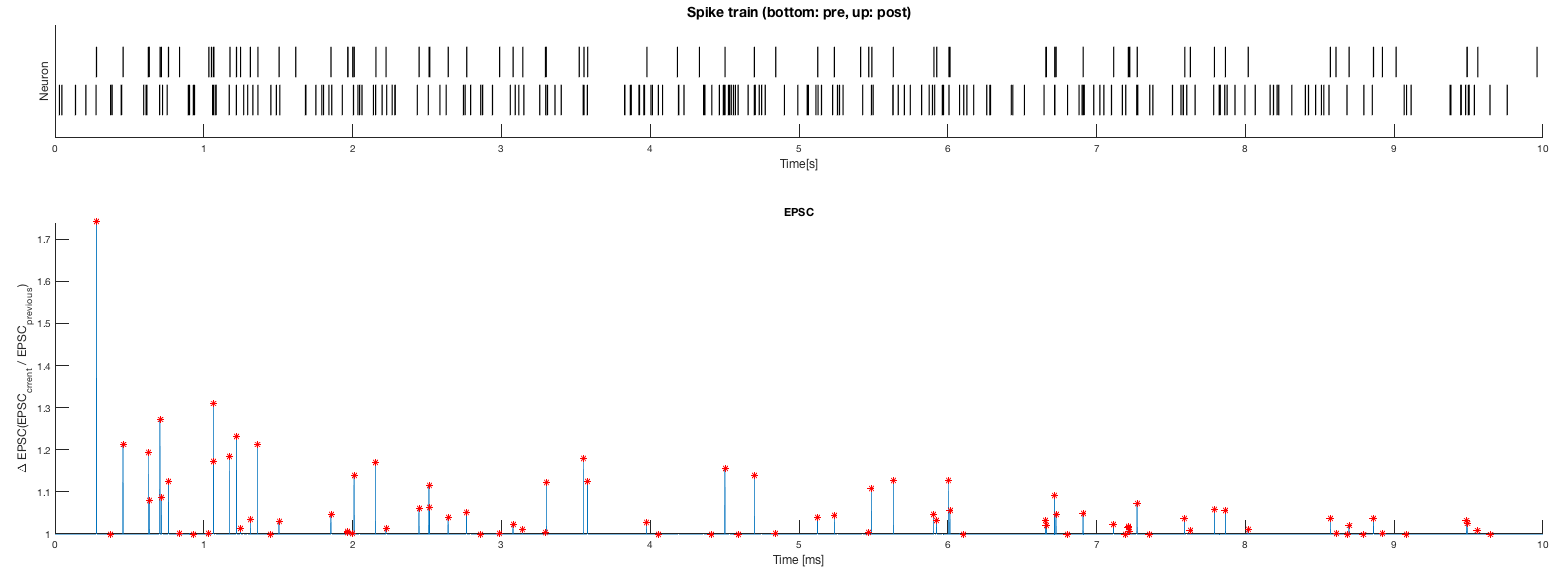 Spike train (bottom: pre, up: post)
Neuron
0 1 2 3 4 5 6 7 8 9 10
Time[s]
EPSC
Δ EPSC(EPSC_crrent / EPSC_previous)
1.7
1.6
1.5
1.4
1.3
1.2
1.1
1
0 1 2 3 4 5 6 7 8 9 10
Time [ms]